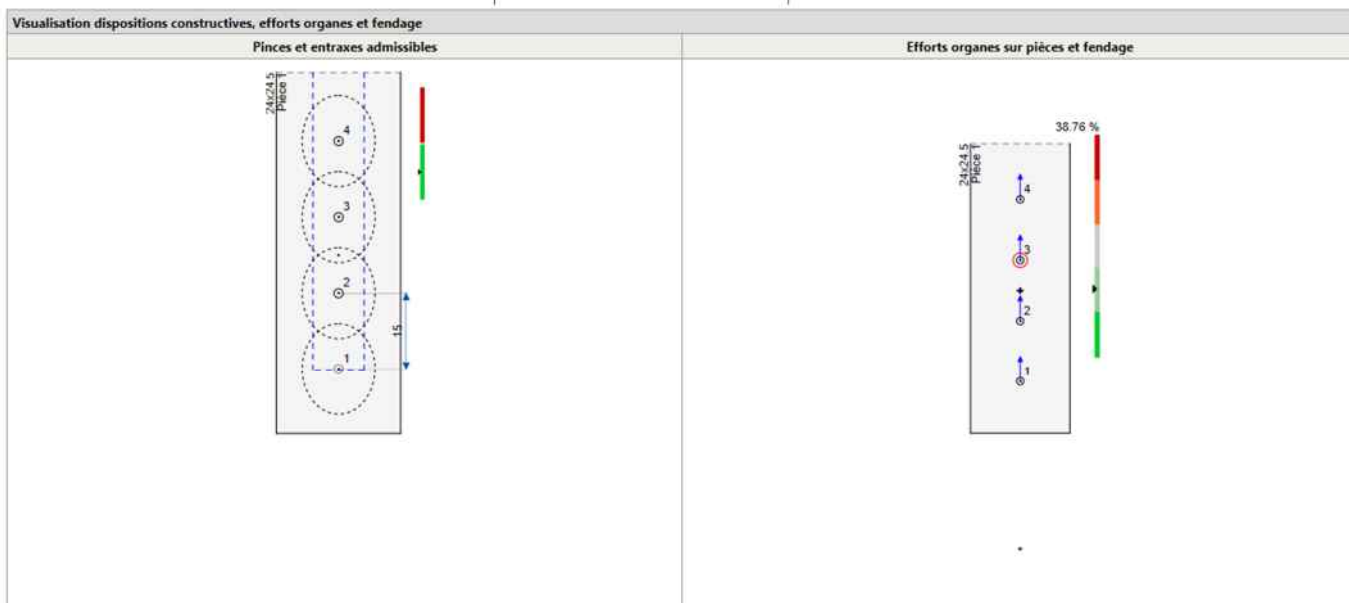 Visualisation dispositions constructives, efforts organes et fendage
Pinces et entraxes admissibles
Efforts organes sur pièces et fendage
24x24.5
Pièce 1
4
3
2
1
15
38.76 %
24x24.5
Pièce 1
4
3
2
1